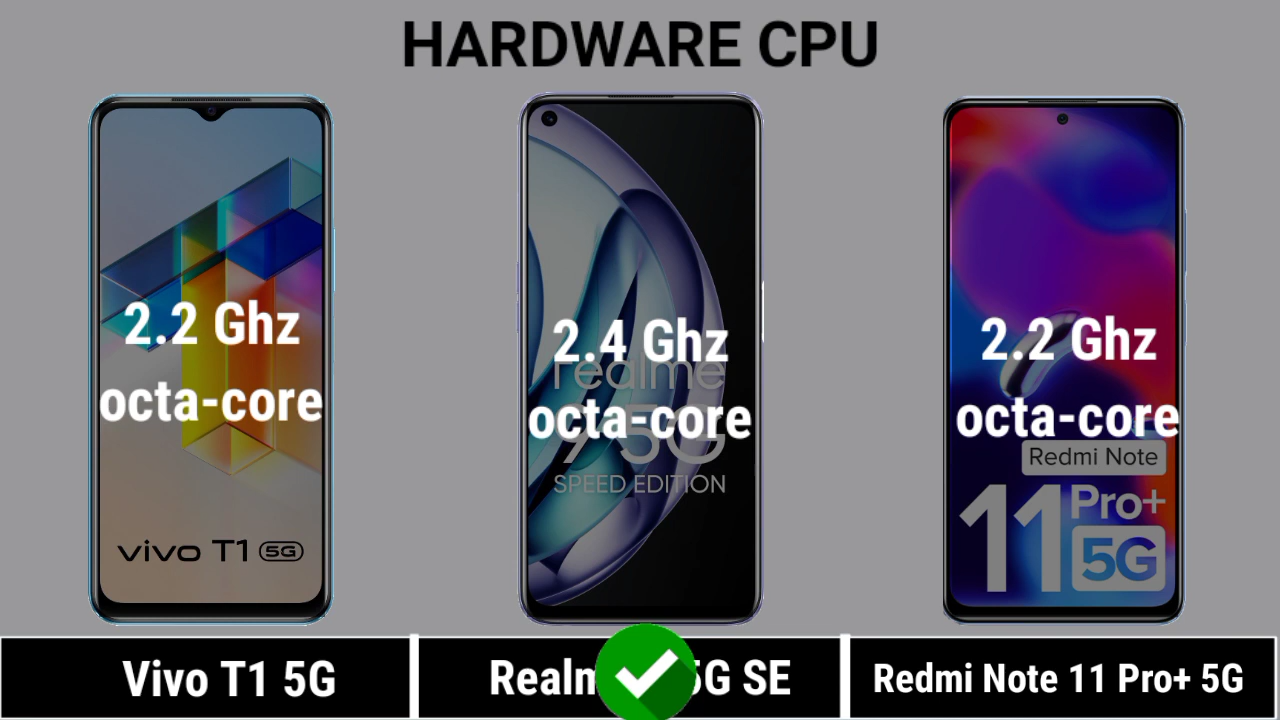 HARDWARE CPU
2.2 Ghz
octa-core
vivo T1 5G
2.4 Ghz
octa-core
realme
9 5G
SPEED EDITION
2.2 Ghz
octa-core
Redmi Note
11 Pro+
5G
Vivo T1 5G
5G SE
Redmi Note 11 Pro+ 5G